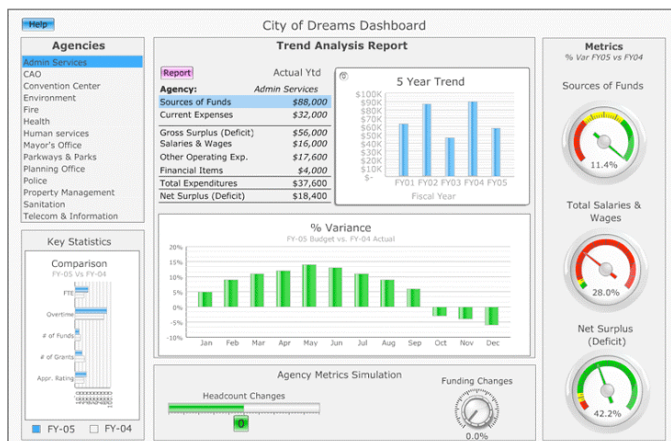 Help
City of Dreams Dashboard
Agencies
Admin Services
CAO
Convention Center
Environment
Fire
Health
Human services
Mayor's Office
Parkways & Parks
Planning Office
Police
Property Management
Sanitation
Telecom & Information
Key Statistics
Comparison
FY-05 Vs FY-04
FTE
Overtime
# of Funds
# of Grants
Appr. Rating
FY-05 FY-04
Trend Analysis Report
Report Actual Ytd
Agency: Admin Services
Sources of Funds $88,000
Current Expenses $32,000
Gross Surplus (Deficit) $56,000
Salaries & Wages $16,000
Other Operating Exp. $17,600
Financial Items $4,000
Total Expenditures $37,600
Net Surplus (Deficit) $18,400
5 Year Trend
$100K
$90K
$80K
$70K
$60K
$50K
$40K
$30K
$20K
$10K
$-
FY01 FY02 FY03 FY04 FY05
Fiscal Year
% Variance
FY-05 Budget vs. FY-04 Actual
20%
15%
10%
5%
0%
-5%
-10%
Jan Feb Mar Apr May Jun Jul Aug Sep Oct Nov Dec
Agency Metrics Simulation
Headcount Changes
0
Funding Changes
0.0%
Metrics
% Var FY05 vs FY04
Sources of Funds
11.4%
Total Salaries &
Wages
28.0%
Net Surplus
(Deficit)
42.2%